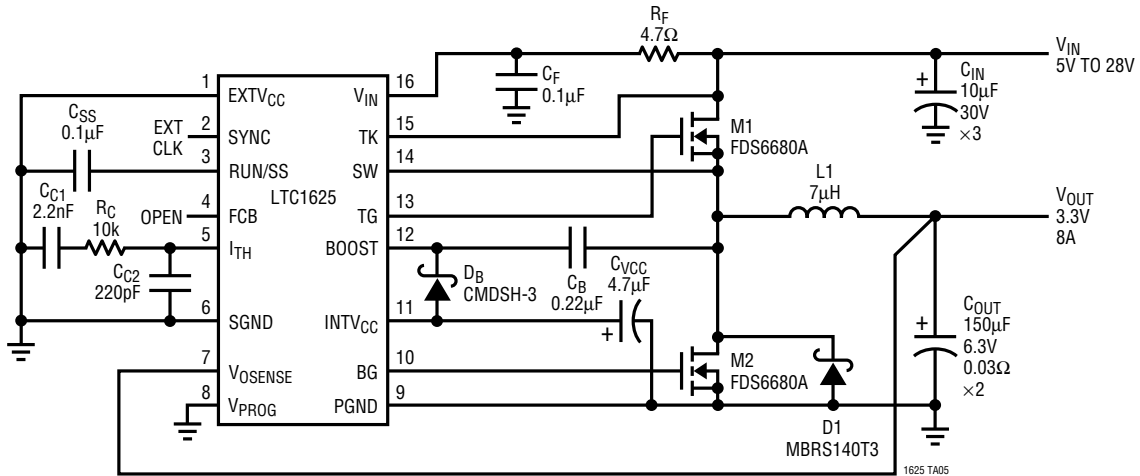 R_F
4.7Ω
V_IN
5V TO 28V
C_F
0.1µF
+
C_IN
10µF
30V
×3
1
EXTV_CC
V_IN
16
C_SS
0.1µF
EXT
CLK
2
SYNC
TK
15
M1
FDS6680A
3
RUN/SS
SW
14
LTC1625
L1
7µH
C_C1
2.2nF
R_C
10k
OPEN
4
FCB
TG
13
V_OUT
3.3V
8A
5
I_TH
BOOST
12
C_C2
220pF
D_B
CMDSH-3
C_B
0.22µF
C_VCC
4.7µF
+
6
SGND
INTV_CC
11
+
C_OUT
150µF
6.3V
0.03Ω
×2
7
V_OSENSE
BG
10
M2
FDS6680A
8
V_PROG
PGND
9
D1
MBRS140T3
1625 TA05